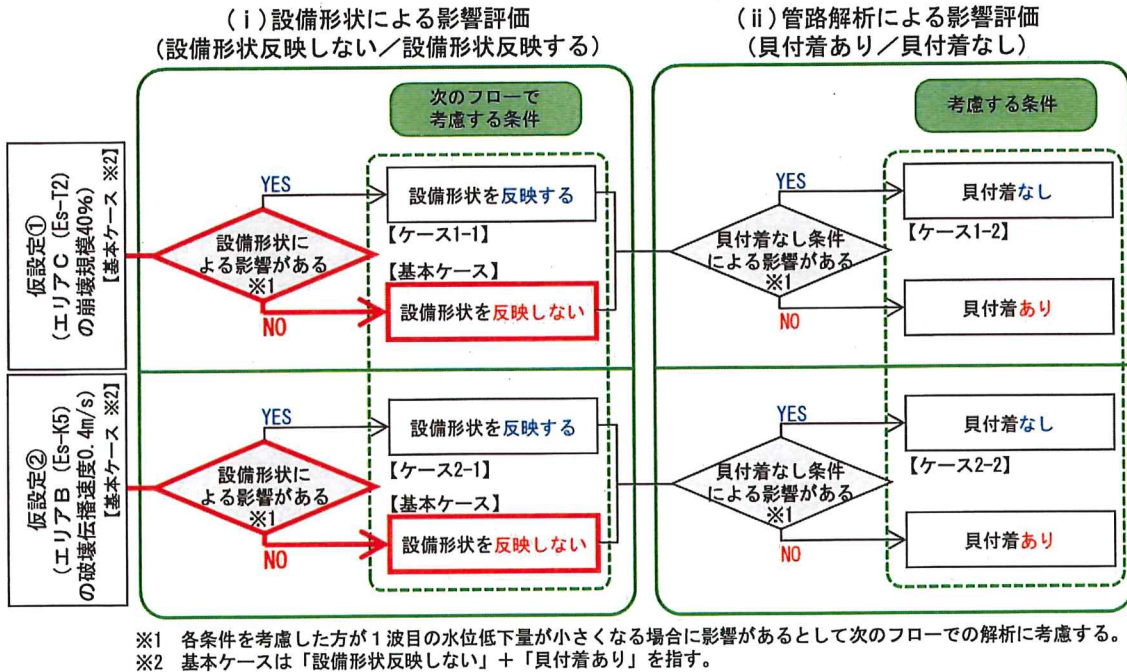 (ⅰ)設備形状による影響評価
(設備形状反映しない/設備形状反映する)
(ⅱ)管路解析による影響評価
(貝付着あり/貝付着なし)
次のフローで
考慮する条件
考慮する条件
仮設定①
(エリアC(Es-T2)
の崩壊規模40%)
【基本ケース ※2】
設備形状に
よる影響がある
※1
YES
NO
設備形状を反映する
【ケース1-1】
【基本ケース】
設備形状を反映しない
貝付着なし条件
による影響がある
※1
YES
NO
貝付着なし
【ケース1-2】
貝付着あり
仮設定②
(エリアB(Es-K5)
の破壊伝播速度0.4m/s)
【基本ケース ※2】
設備形状に
よる影響がある
※1
YES
NO
設備形状を反映する
【ケース2-1】
【基本ケース】
設備形状を反映しない
貝付着なし条件
による影響がある
※1
YES
NO
貝付着なし
【ケース2-2】
貝付着あり
※1 各条件を考慮した方が1波目の水位低下量が小さくなる場合に影響があるとして次のフローでの解析に考慮する。
※2 基本ケースは「設備形状反映しない」+「貝付着あり」を指す。